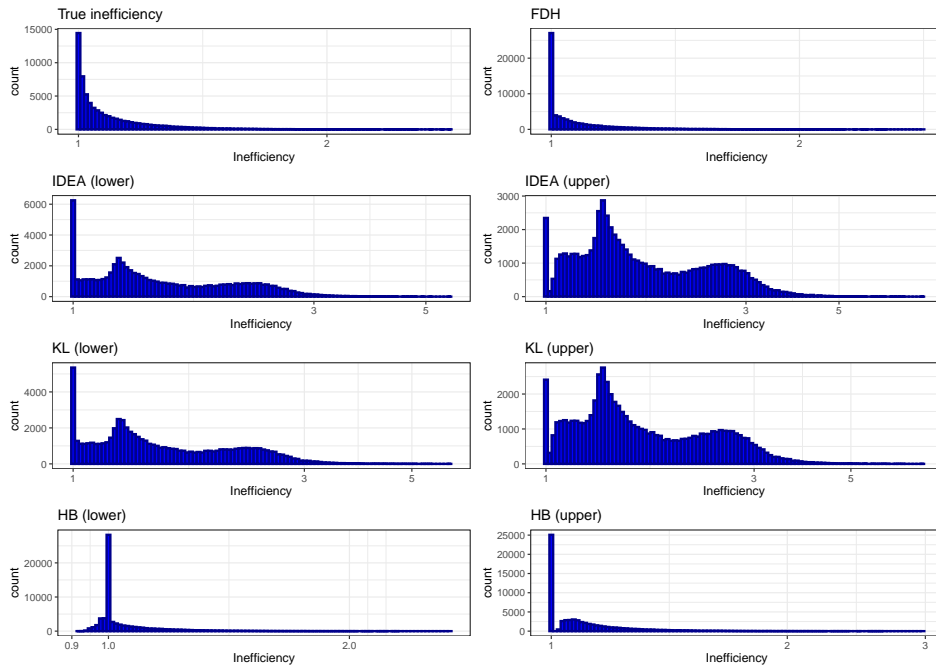 True inefficiency
15000
10000
5000
0
count
1
2
Inefficiency
FDH
20000
10000
0
count
1
2
Inefficiency
IDEA (lower)
6000
4000
2000
0
count
1
3
5
Inefficiency
IDEA (upper)
3000
2000
1000
0
count
1
3
5
Inefficiency
KL (lower)
4000
2000
0
count
1
3
5
Inefficiency
KL (upper)
2000
1000
0
count
1
3
5
Inefficiency
HB (lower)
20000
10000
0
count
0.9
1.0
2.0
Inefficiency
HB (upper)
25000
20000
15000
10000
5000
0
count
1
2
3
Inefficiency